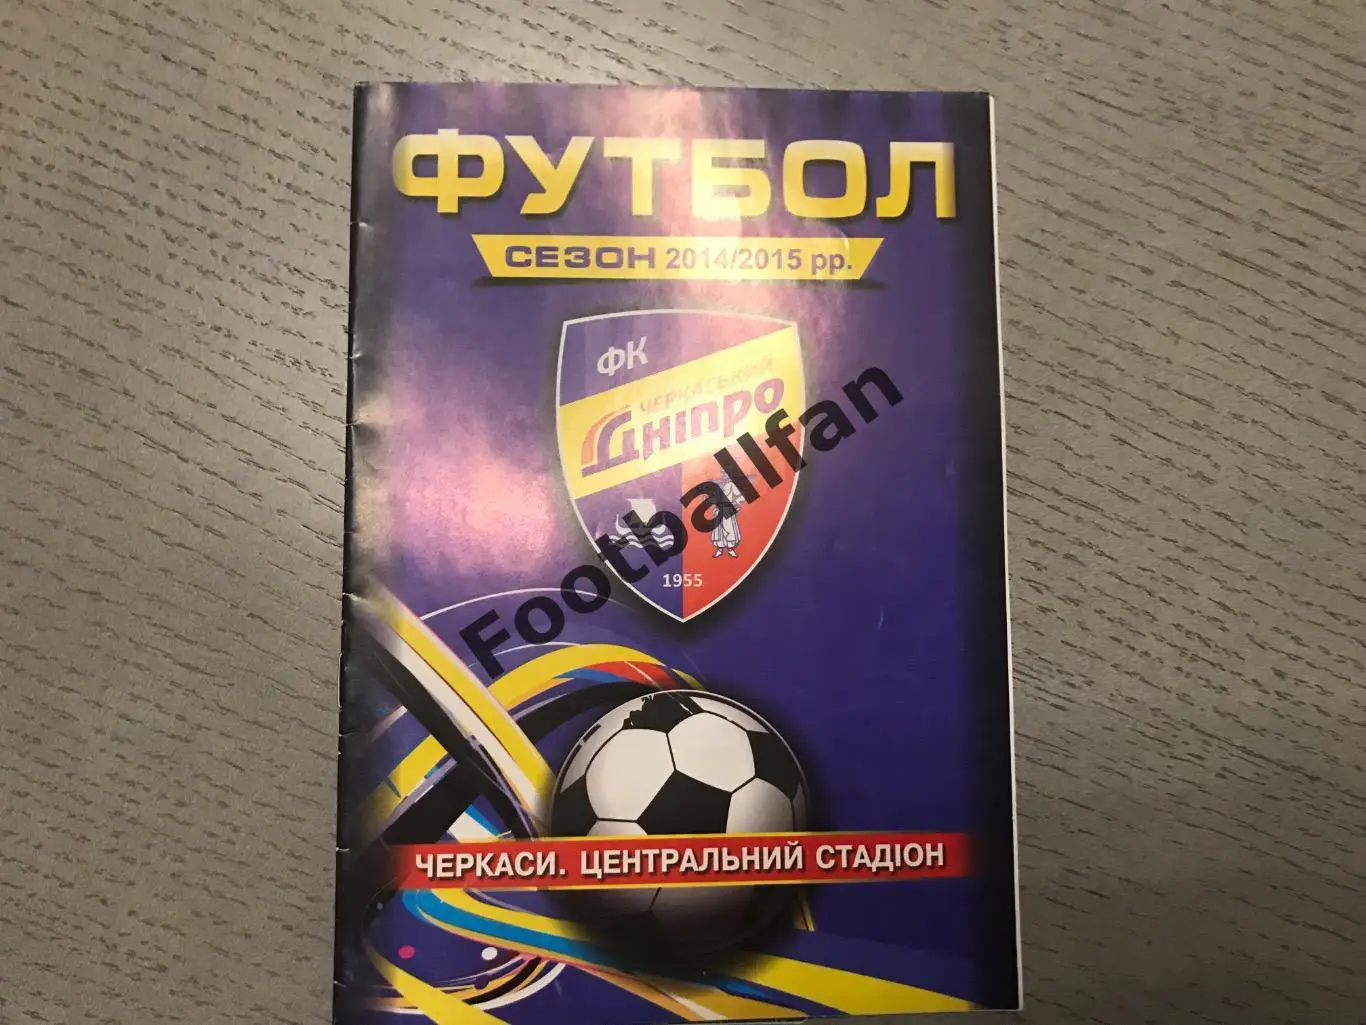 ФУТБОЛ
СЕЗОН 2014/2015 рр.
ФК
ЧЕРКАСЬКИЙ
Дніпро
1955
Footballfan
ЧЕРКАСИ. ЦЕНТРАЛЬНИЙ СТАДІОН